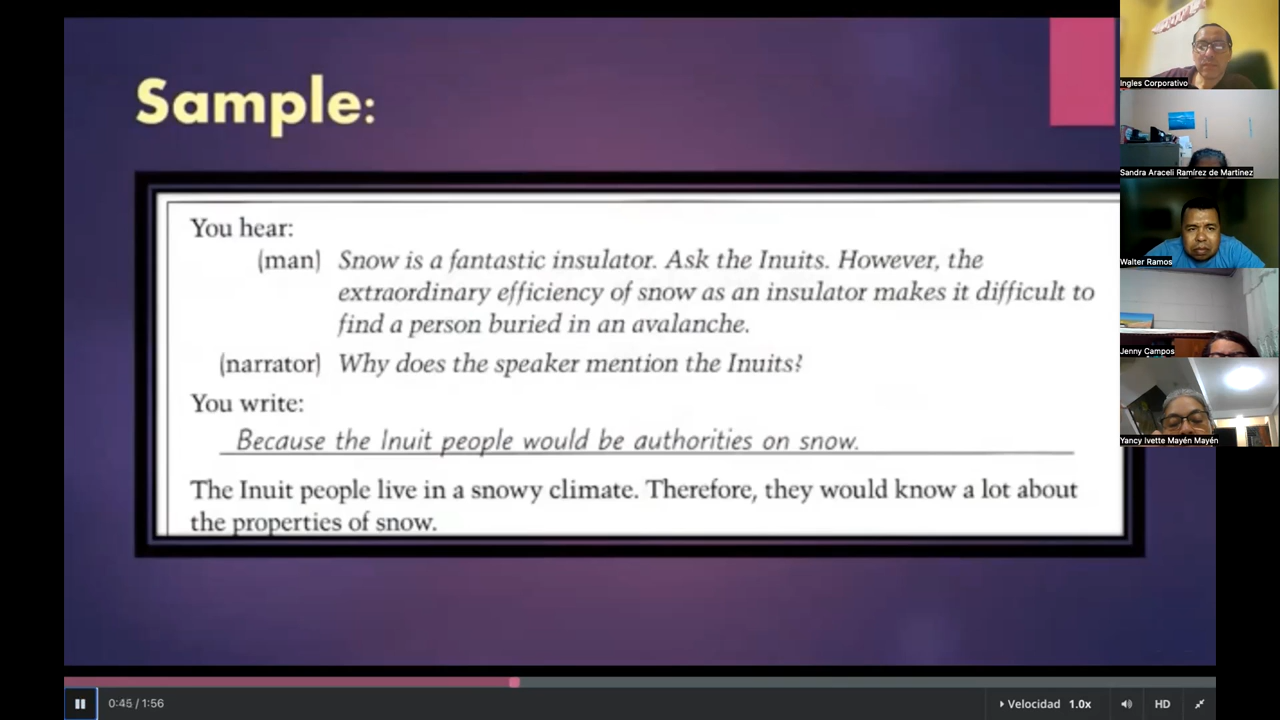 Sample:
You hear:
(man) Snow is a fantastic insulator. Ask the Inuits. However, the
extraordinary efficiency of snow as an insulator makes it difficult to
find a person buried in an avalanche.
(narrator) Why does the speaker mention the Inuits?
You write:
Because the Inuit people would be authorities on snow.
The Inuit people live in a snowy climate. Therefore, they would know a lot about
the properties of snow.
Ingles Corporativo
Sandra Araceli Ramírez de Martinez
Walter Ramos
Jenny Campos
Yancy Ivette Mayén Mayén
0:45 / 1:56
Velocidad 1.0x
HD